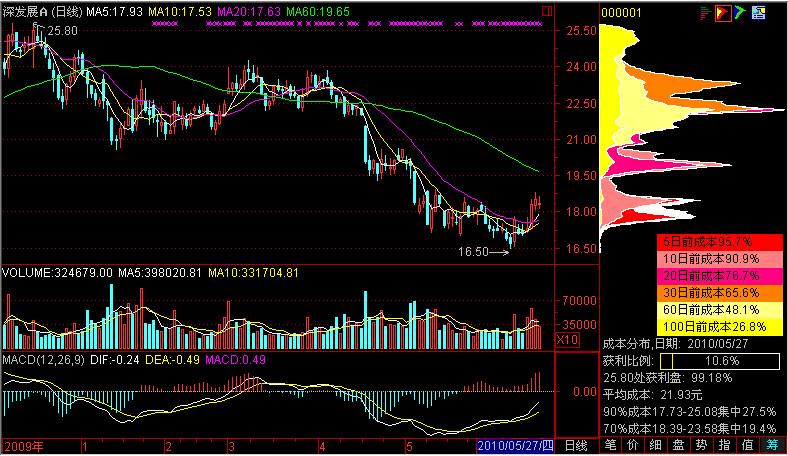 深发展A (日线) MA5:17.93 MA10:17.53 MA20:17.63 MA60:19.65
000001
25.80
25.50
24.00
22.50
21.00
19.50
18.00
16.50
16.50
VOLUME:324679.00 MA5:398020.81 MA10:331704.81
70000
35000
X10
MACD(12,26,9) DIF:-0.24 DEA:-0.49 MACD:0.49
0.00
2009年 1 2 3 4 5 2010/05/27/四 日线
5日前成本95.7%
10日前成本90.9%
20日前成本76.7%
30日前成本65.6%
60日前成本48.1%
100日前成本26.8%
成本分布,日期: 2010/05/27
获利比例: 10.6%
25.80处获利盘: 99.18%
平均成本: 21.93元
90%成本17.73-25.08集中27.5%
70%成本18.39-23.58集中19.4%
笔 价 细 盘 势 指 值 筹